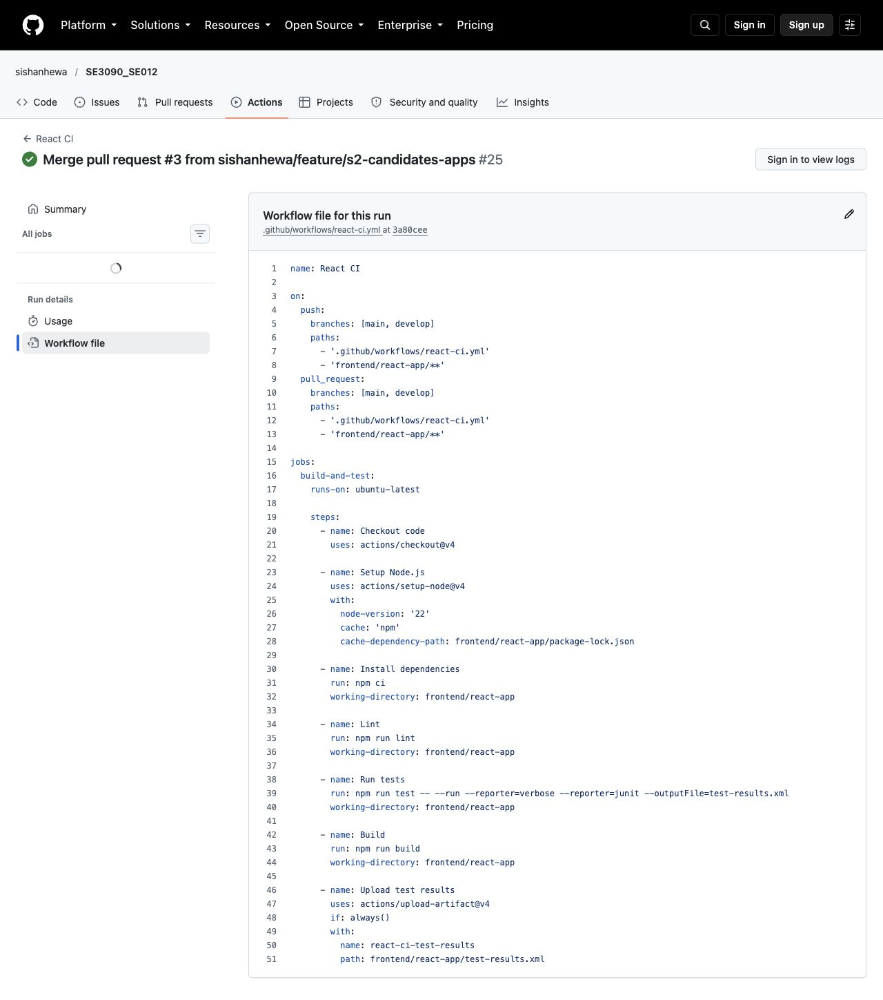 Platform Solutions Resources Open Source Enterprise Pricing Sign in Sign up
sishanhewa / SE3090_SE012
Code Issues Pull requests Actions Projects Security and quality Insights
React CI
Merge pull request #3 from sishanhewa/feature/s2-candidates-apps #25
Sign in to view logs
Summary
All jobs
Run details
Usage
Workflow file
Workflow file for this run
.github/workflows/react-ci.yml at 3a80cee
1 name: React CI
2
3 on:
4   push:
5     branches: [main, develop]
6     paths:
7       - '.github/workflows/react-ci.yml'
8       - 'frontend/react-app/**'
9   pull_request:
10     branches: [main, develop]
11     paths:
12       - '.github/workflows/react-ci.yml'
13       - 'frontend/react-app/**'
14
15 jobs:
16   build-and-test:
17     runs-on: ubuntu-latest
18
19     steps:
20       - name: Checkout code
21         uses: actions/checkout@v4
22
23       - name: Setup Node.js
24         uses: actions/setup-node@v4
25         with:
26           node-version: '22'
27           cache: 'npm'
28           cache-dependency-path: frontend/react-app/package-lock.json
29
30       - name: Install dependencies
31         run: npm ci
32         working-directory: frontend/react-app
33
34       - name: Lint
35         run: npm run lint
36         working-directory: frontend/react-app
37
38       - name: Run tests
39         run: npm run test -- --run --reporter=verbose --reporter=junit --outputFile=test-results.xml
40         working-directory: frontend/react-app
41
42       - name: Build
43         run: npm run build
44         working-directory: frontend/react-app
45
46       - name: Upload test results
47         uses: actions/upload-artifact@v4
48         if: always()
49         with:
50           name: react-ci-test-results
51           path: frontend/react-app/test-results.xml